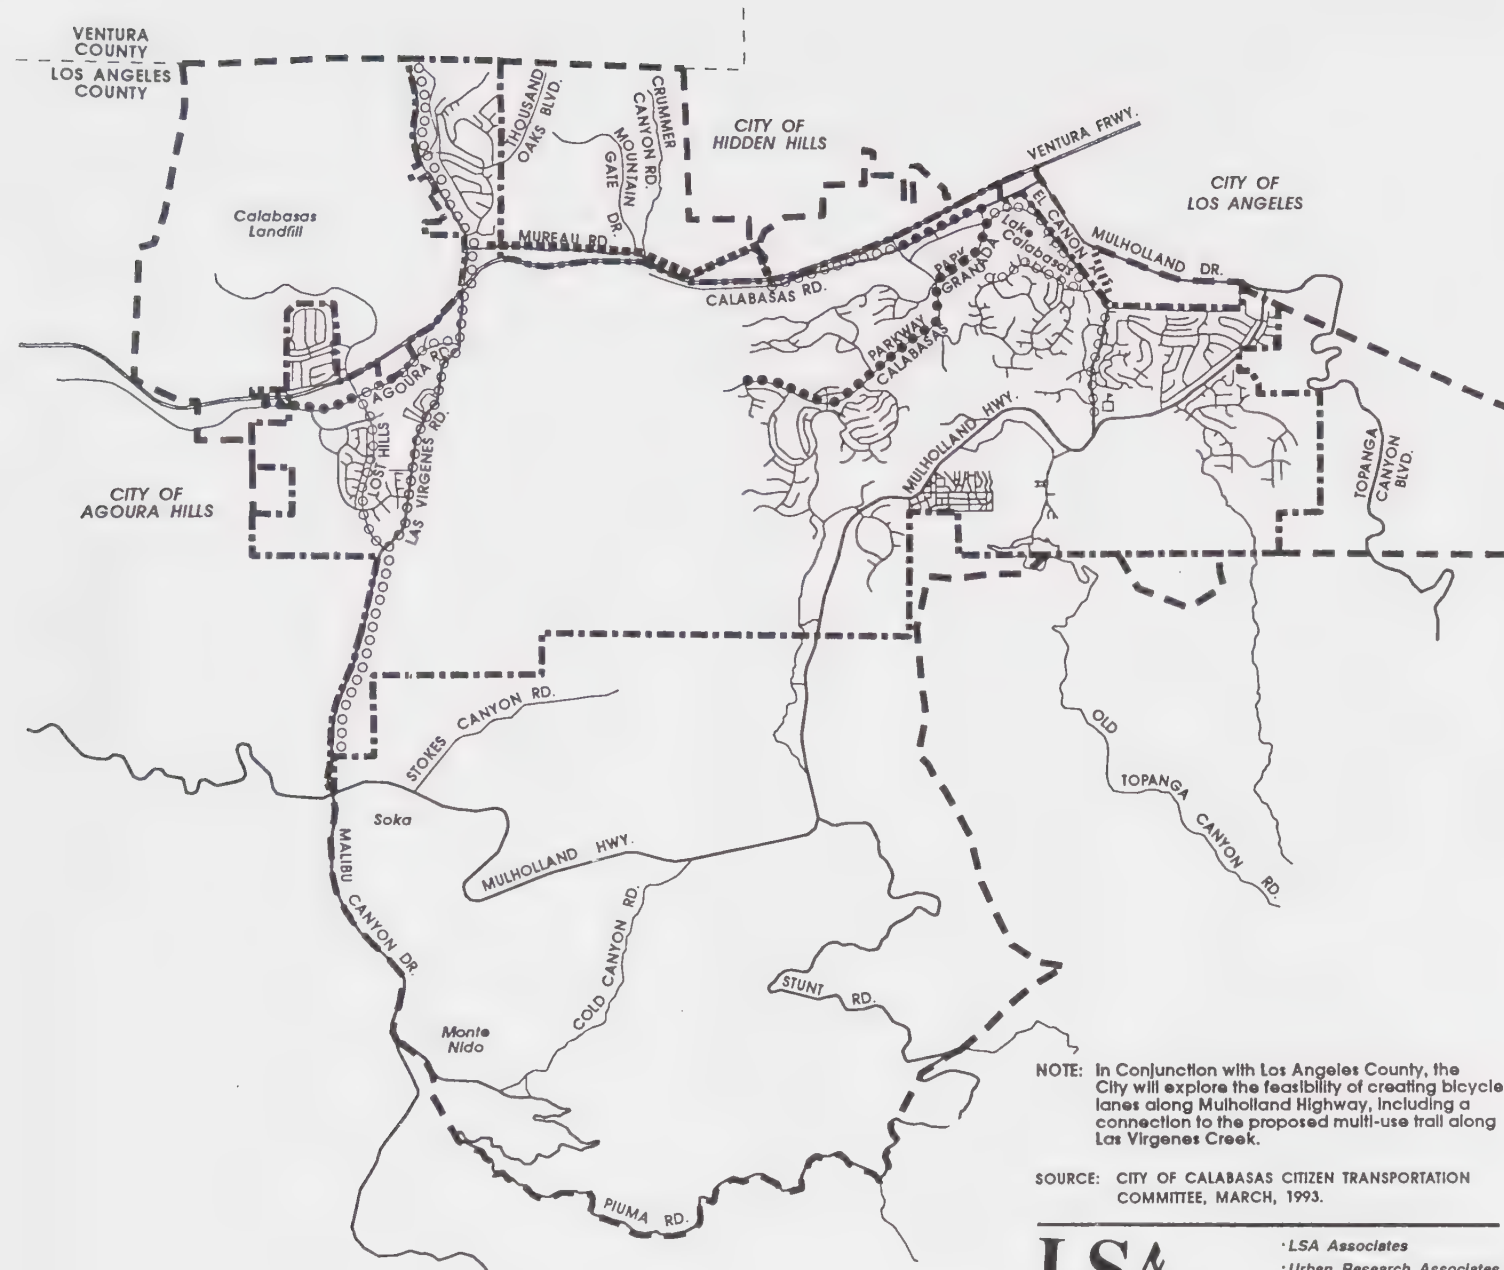 VENTURA
COUNTY
LOS ANGELES
COUNTY
THOUSAND
OAKS BLVD.
CRUMMER
CANYON RD.
MOUNTAIN
GATE DR.
CITY OF
HIDDEN HILLS
VENTURA FRWY.
CITY OF
LOS ANGELES
Calabasas
Landfill
MUREAU RD.
EL CANON
MULHOLLAND DR.
Lake
Calabasas
PARK
GRANADA
CALABASAS RD.
PARKWAY
CALABASAS
AGOURA RD.
LOST HILLS
LAS VIRGENES RD.
MULHOLLAND HWY.
TOPANGA
CANYON
BLVD.
CITY OF
AGOURA HILLS
STOKES CANYON RD.
OLD
TOPANGA
CANYON
RD.
Soka
MALIBU
CANYON DR.
MULHOLLAND HWY.
COLD CANYON RD.
STUNT RD.
Monte
Nido
PIUMA RD.
NOTE: In Conjunction with Los Angeles County, the
City will explore the feasibility of creating bicycle
lanes along Mulholland Highway, including a
connection to the proposed multi-use trail along
Las Virgenes Creek.
SOURCE: CITY OF CALABASAS CITIZEN TRANSPORTATION
COMMITTEE, MARCH, 1993.
LSA
· LSA Associates
· Urban Research Associates